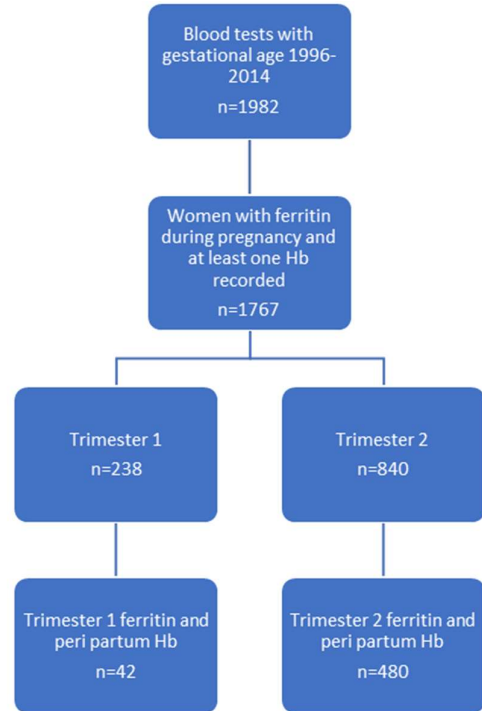 Blood tests with
gestational age 1996-
2014
n=1982
Women with ferritin
during pregnancy and
at least one Hb
recorded
n=1767
Trimester 1
n=238
Trimester 2
n=840
Trimester 1 ferritin and
peri partum Hb
n=42
Trimester 2 ferritin and
peri partum Hb
n=480